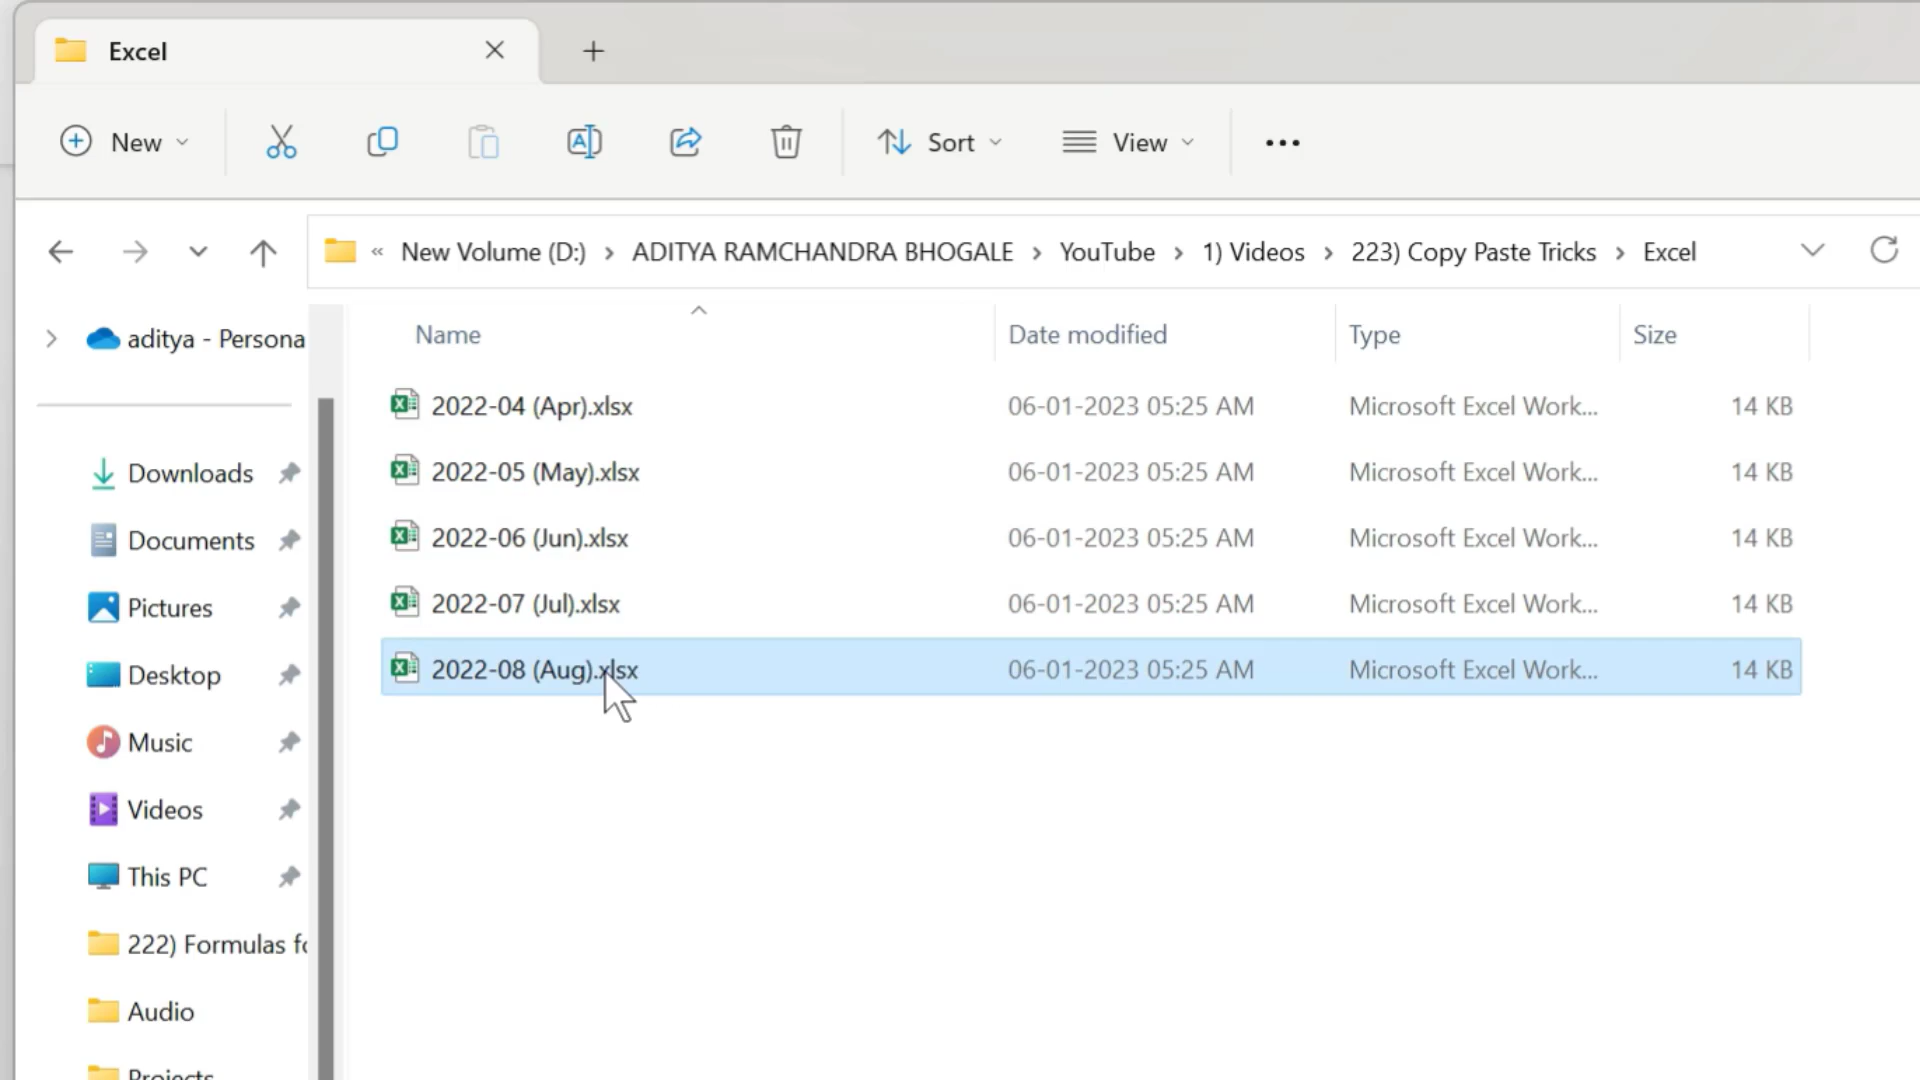 Excel
New Sort View
« New Volume (D:) › ADITYA RAMCHANDRA BHOGALE › YouTube › 1) Videos › 223) Copy Paste Tricks › Excel
aditya - Persona
Name Date modified Type Size
2022-04 (Apr).xlsx 06-01-2023 05:25 AM Microsoft Excel Work... 14 KB
2022-05 (May).xlsx 06-01-2023 05:25 AM Microsoft Excel Work... 14 KB
2022-06 (Jun).xlsx 06-01-2023 05:25 AM Microsoft Excel Work... 14 KB
2022-07 (Jul).xlsx 06-01-2023 05:25 AM Microsoft Excel Work... 14 KB
2022-08 (Aug).xlsx 06-01-2023 05:25 AM Microsoft Excel Work... 14 KB
Downloads
Documents
Pictures
Desktop
Music
Videos
This PC
222) Formulas fo
Audio
Projects